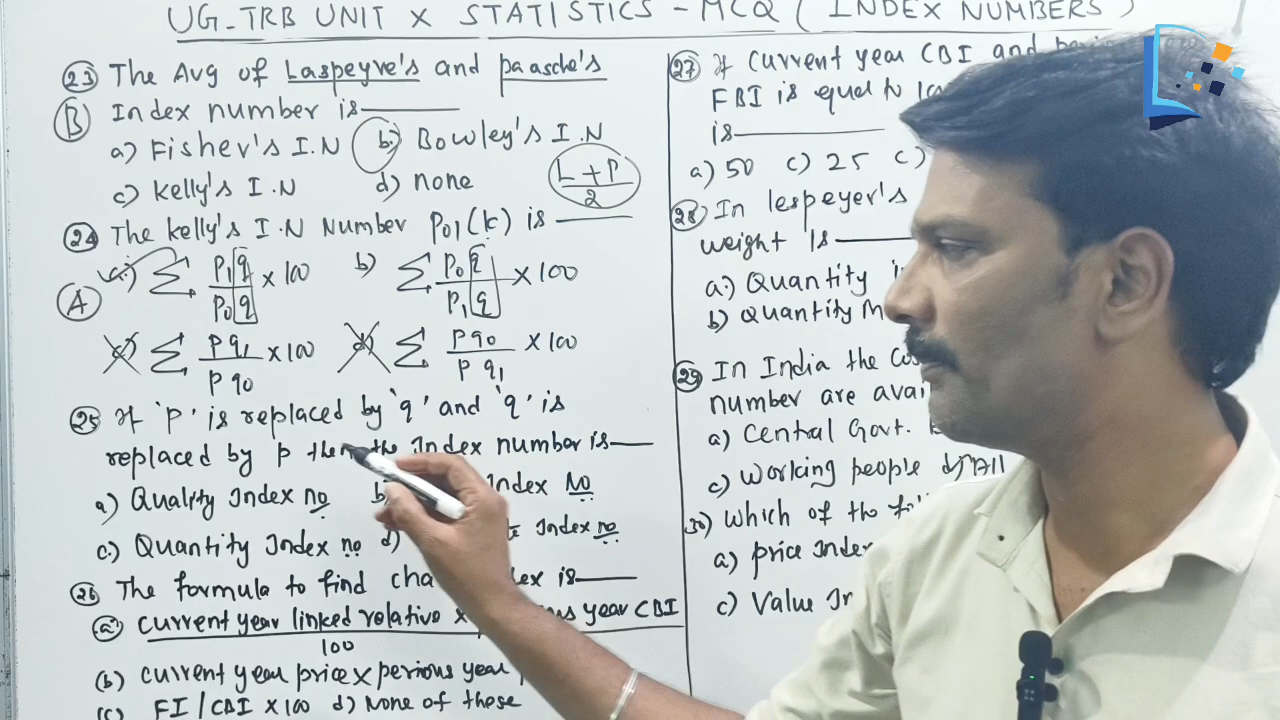 UG-TRB UNIT X STATISTICS - MCQ (INDEX NUMBERS)
23 The Avg of Laspeyre's and paasche's
B Index number is
a) Fisher's I.N b) Bowley's I.N
c) Kelly's I.N d) none
L+P
2
24 The kelly's I.N Number P01(k) is
A
a) Σ P1q/P0q × 100 b) Σ P0q/P1q × 100
c) Σ Pq1/Pq0 × 100 d) Σ Pq0/Pq1 × 100
25 If 'p' is replaced by 'q' and 'q' is
replaced by p then the Index number is
a) Quality Index no b) Index No
c) Quantity Index no d) Index no
26 The formula to find is
(a) current year linked relative × year CBI
100
(b) current year price × perious year
(c) FI/CBI × 100 d) None of these
27 If current year CBI and
FBI is equal to
is
a) 50 c) 25 c)
28 In lespeyer's
weight is
a) Quantity
b) Quantity
29 In India the
number are
a) Central Govt.
c) Working people d) All
30) Which of the
a) price Index
c) Value